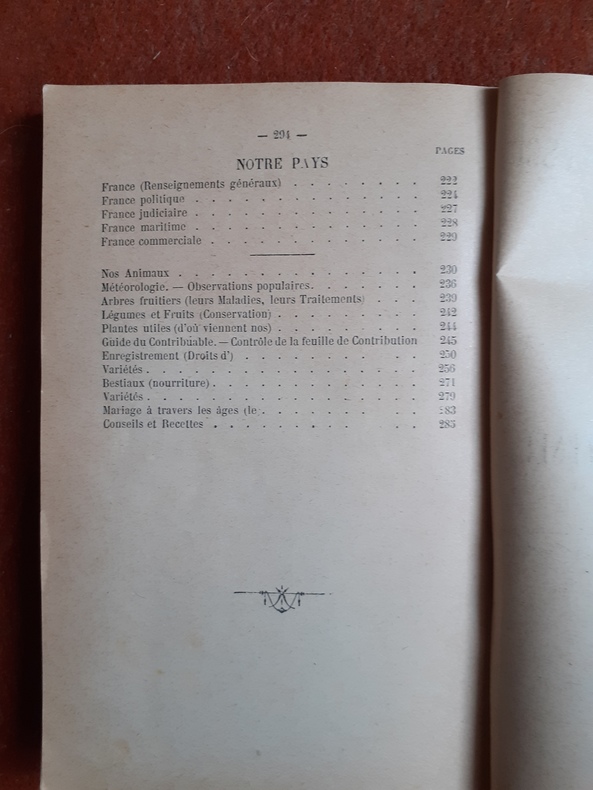 — 294 —
PAGES
NOTRE PAYS
France (Renseignements généraux) . . . . . . . . 222
France politique . . . . . . . . . . . . . 224
France judiciaire . . . . . . . . . . . . . 227
France maritime . . . . . . . . . . . . . 228
France commerciale . . . . . . . . . . . . 229
Nos Animaux . . . . . . . . . . . . . . 230
Météorologie. — Observations populaires. . . . . . . 236
Arbres fruitiers (leurs Maladies, leurs Traitements) . . . 239
Légumes et Fruits (Conservation) . . . . . . . . 242
Plantes utiles (d'où viennent nos) . . . . . . . . 244
Guide du Contribuable. — Contrôle de la feuille de Contribution 245
Enregistrement (Droits d') . . . . . . . . . . 250
Variétés . . . . . . . . . . . . . . . . 256
Bestiaux (nourriture) . . . . . . . . . . . . 271
Variétés . . . . . . . . . . . . . . . . 279
Mariage à travers les âges (le . . . . . . . . 283
Conseils et Recettes . . . . . . . . . . 285